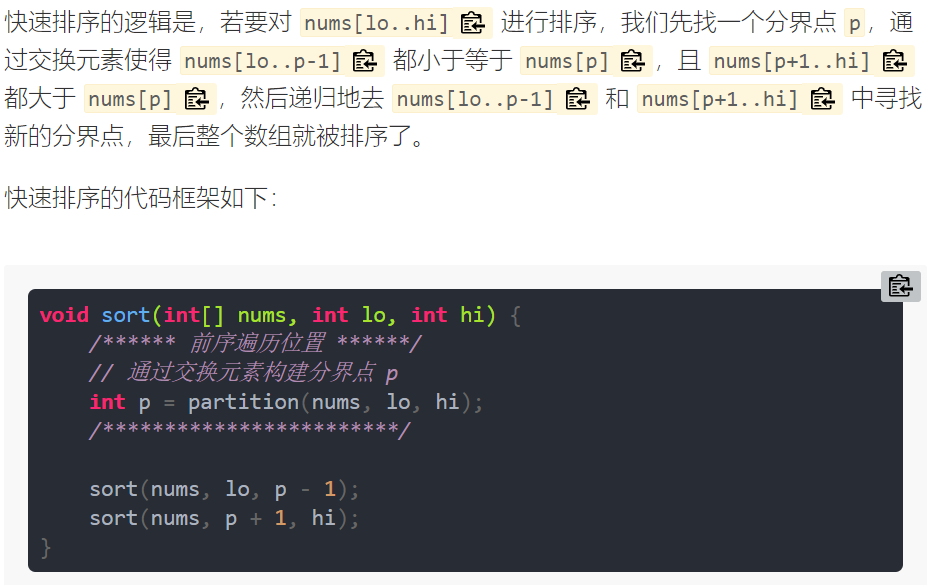 快速排序的逻辑是，若要对 nums[lo..hi] 进行排序，我们先找一个分界点 p，通
过交换元素使得 nums[lo..p-1] 都小于等于 nums[p]，且 nums[p+1..hi]
都大于 nums[p]，然后递归地去 nums[lo..p-1] 和 nums[p+1..hi] 中寻找
新的分界点，最后整个数组就被排序了。
快速排序的代码框架如下：
void sort(int[] nums, int lo, int hi) {
    /****** 前序遍历位置 ******/
    // 通过交换元素构建分界点 p
    int p = partition(nums, lo, hi);
    /************************/
    sort(nums, lo, p - 1);
    sort(nums, p + 1, hi);
}